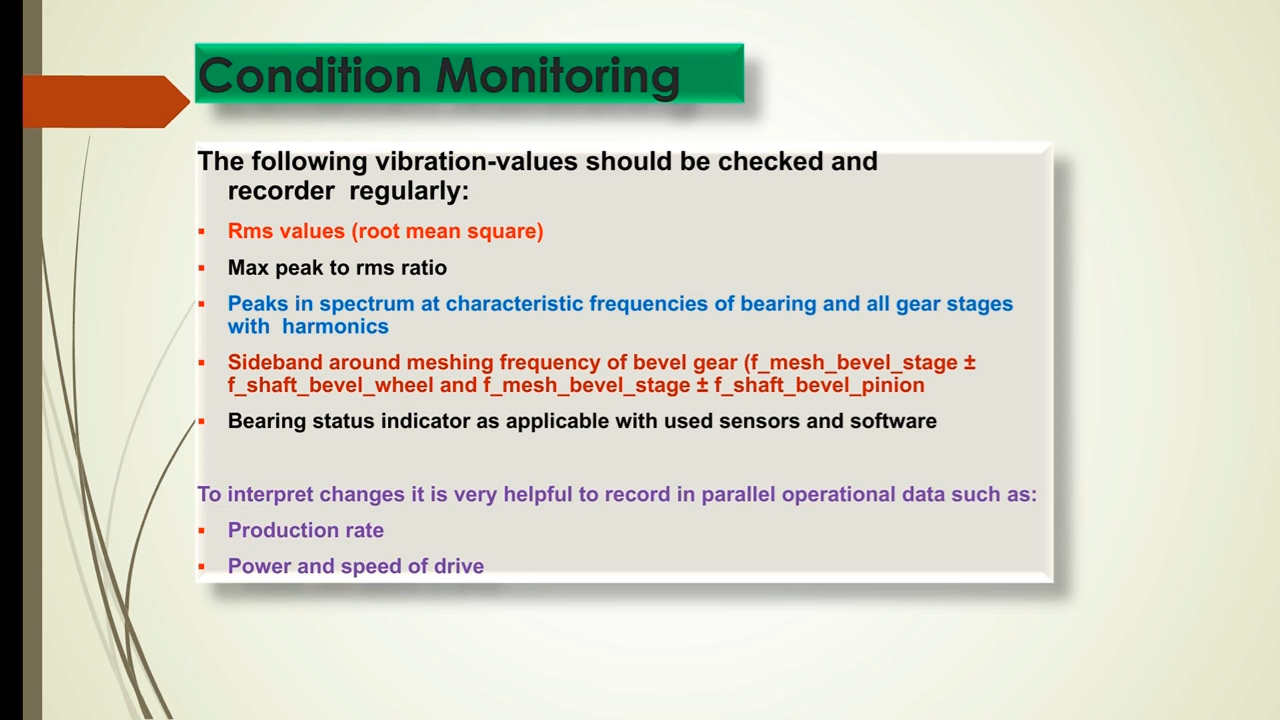 Condition Monitoring
The following vibration-values should be checked and
recorder regularly:
▪ Rms values (root mean square)
▪ Max peak to rms ratio
▪ Peaks in spectrum at characteristic frequencies of bearing and all gear stages
with harmonics
▪ Sideband around meshing frequency of bevel gear (f_mesh_bevel_stage ±
f_shaft_bevel_wheel and f_mesh_bevel_stage ± f_shaft_bevel_pinion
▪ Bearing status indicator as applicable with used sensors and software
To interpret changes it is very helpful to record in parallel operational data such as:
▪ Production rate
▪ Power and speed of drive